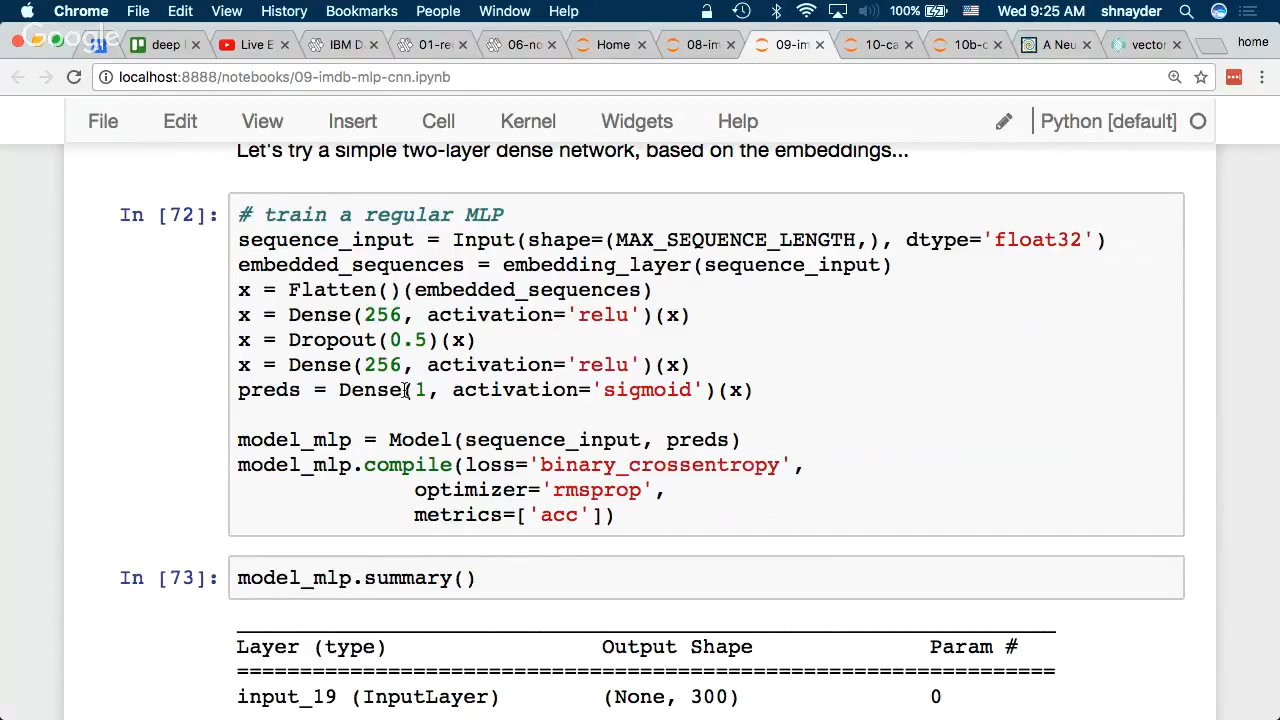 Chrome File Edit View History Bookmarks People Window Help 100% Wed 9:25 AM shnayder
Google
deep l Live E IBM D 01-re 06-m Home 08-im 09-im 10-ca 10b-c A Neu vector home
localhost:8888/notebooks/09-imdb-mlp-cnn.ipynb
File Edit View Insert Cell Kernel Widgets Help Python [default]
Let's try a simple two-layer dense network, based on the embeddings...
In [72]: # train a regular MLP
sequence_input = Input(shape=(MAX_SEQUENCE_LENGTH,), dtype='float32')
embedded_sequences = embedding_layer(sequence_input)
x = Flatten()(embedded_sequences)
x = Dense(256, activation='relu')(x)
x = Dropout(0.5)(x)
x = Dense(256, activation='relu')(x)
preds = Dense(1, activation='sigmoid')(x)
model_mlp = Model(sequence_input, preds)
model_mlp.compile(loss='binary_crossentropy',
optimizer='rmsprop',
metrics=['acc'])
In [73]: model_mlp.summary()
Layer (type) Output Shape Param #
=================================================================
input_19 (InputLayer) (None, 300) 0